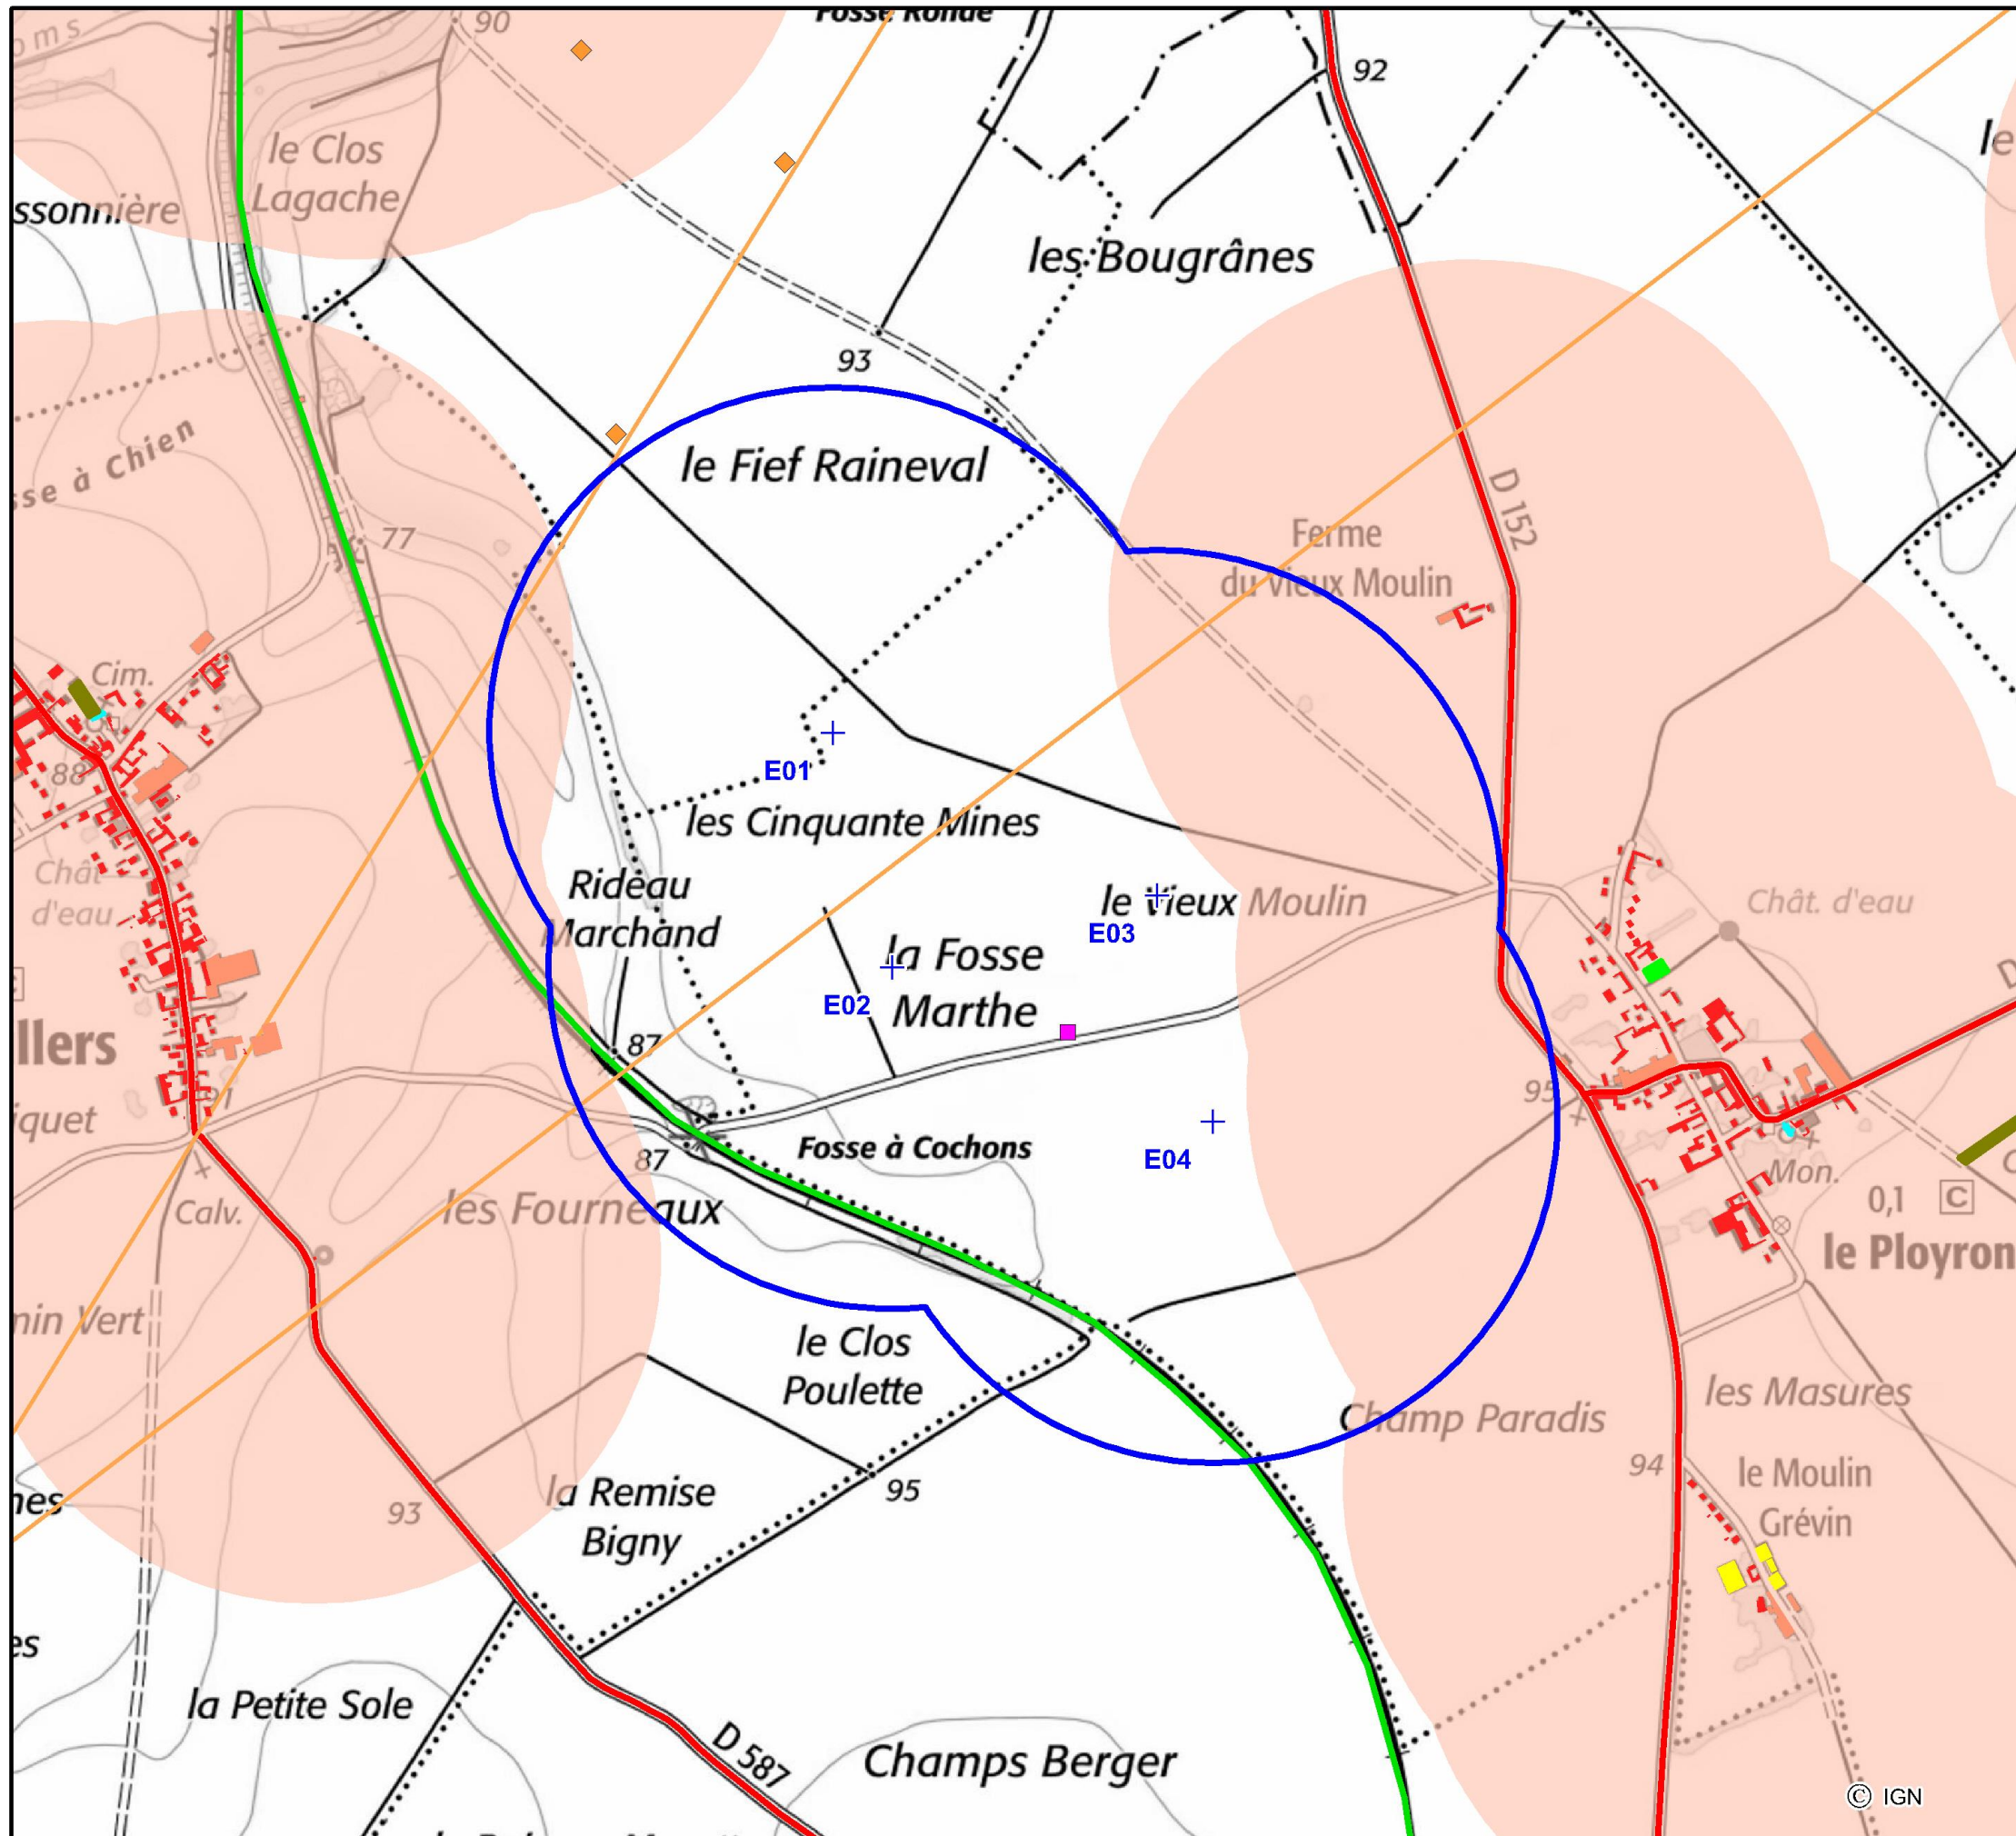 90
Fosse Ronde
92
oms
le Clos
Lagache
le
ssonnière
les Bougrânes
93
sse à Chien
le Fief Raineval
D 152
77
Ferme
du Vieux Moulin
Cim.
88
E01
les Cinquante Mines
Chât
d'eau
Rideau
Marchand
le Vieux Moulin
Chât. d'eau
E03
la Fosse
Marthe
E02
D
C
llers
87
91
95
iquet
Fosse à Cochons
E04
87
Mon.
C
0,1
C
Calv.
les Fourneaux
le Ployron
min Vert
le Clos
Poulette
les Masures
Champ Paradis
94
le Moulin
Grévin
nes
la Remise
Bigny
95
93
es
la Petite Sole
D 587
Champs Berger
© IGN